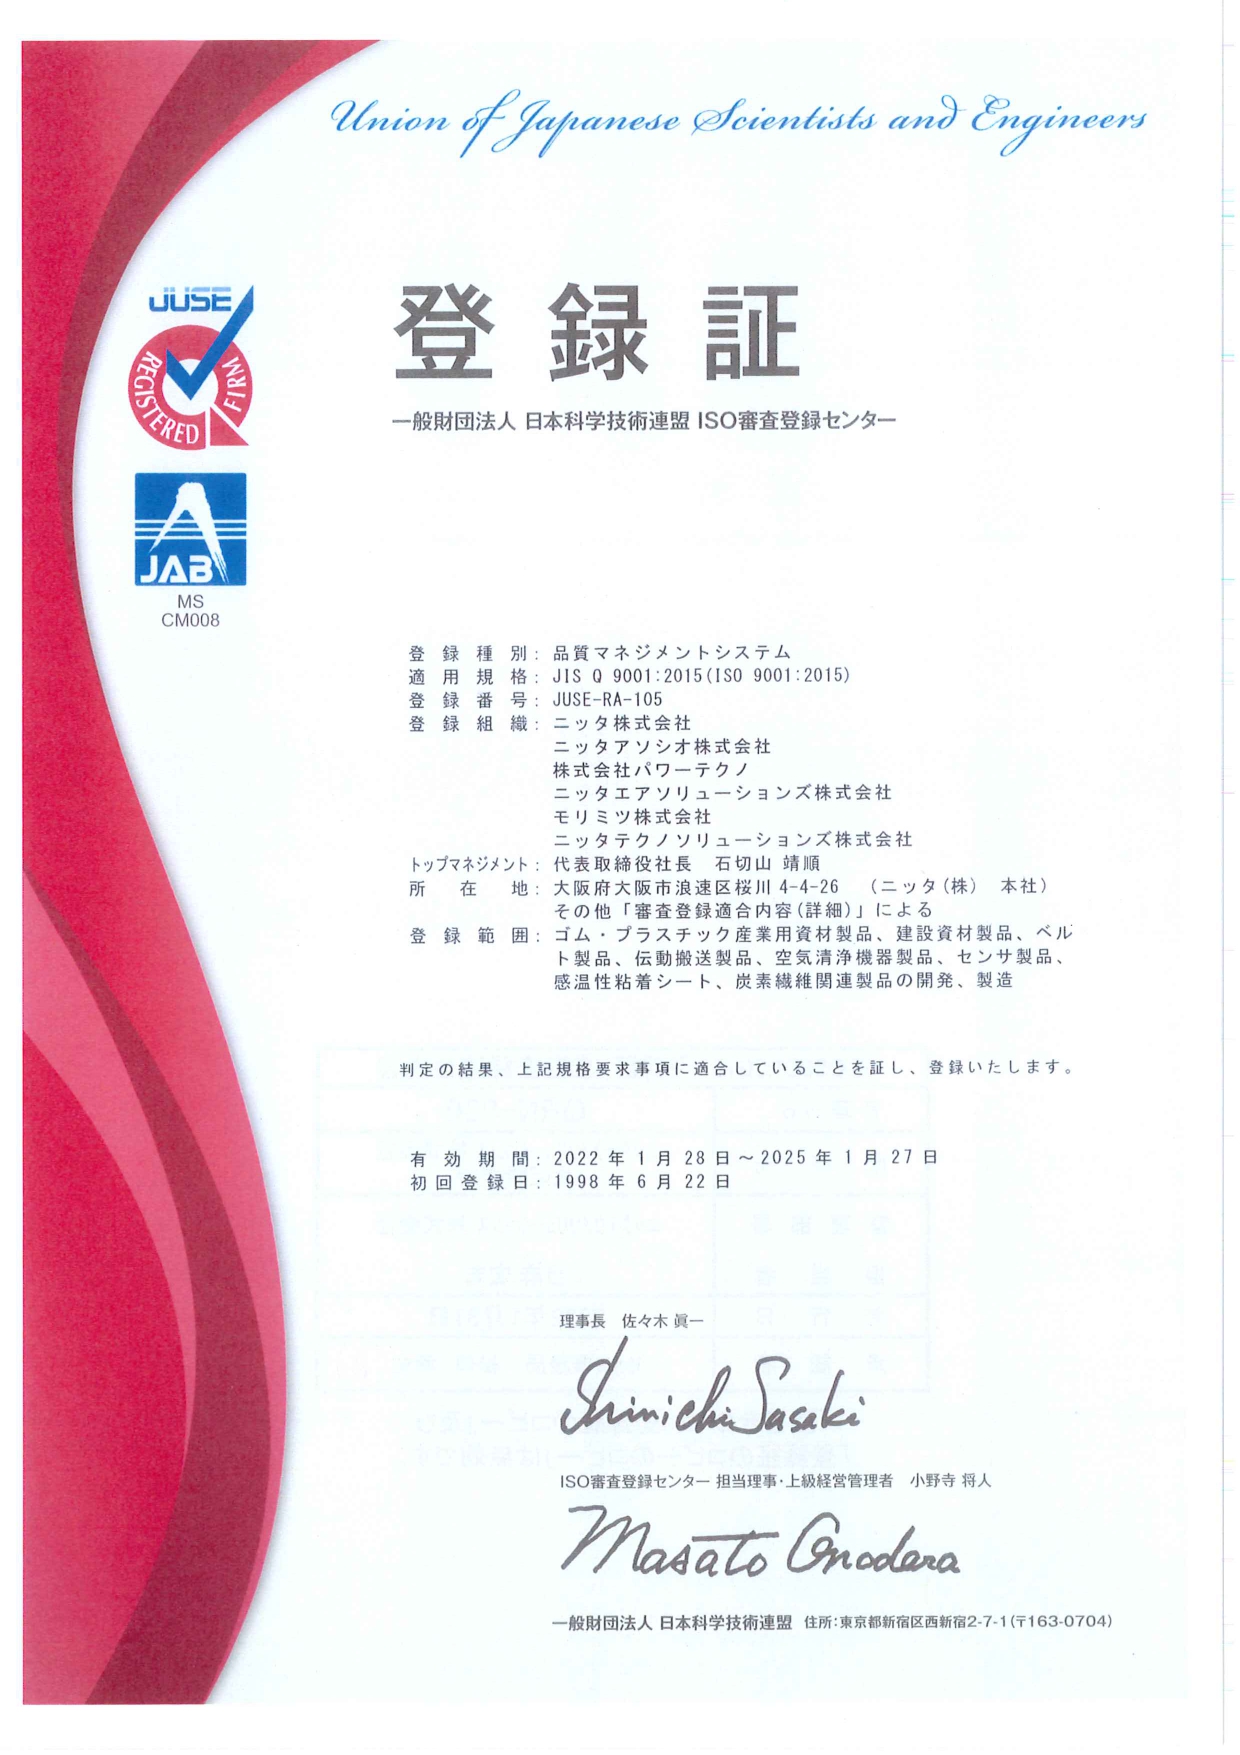 Union of Japanese Scientists and Engineers
JUSE
REGISTERED FIRM
登録証
一般財団法人 日本科学技術連盟 ISO審査登録センター
JAB
MS
CM008
登録種別: 品質マネジメントシステム
適用規格: JIS Q 9001:2015(ISO 9001:2015)
登録番号: JUSE-RA-105
登録組織: ニッタ株式会社
ニッタアソシオ株式会社
株式会社パワーテクノ
ニッタエアソリューションズ株式会社
モリミツ株式会社
ニッタテクノソリューションズ株式会社
トップマネジメント: 代表取締役社長 石切山 靖順
所在地: 大阪府大阪市浪速区桜川 4-4-26 (ニッタ(株) 本社)
その他「審査登録適合内容(詳細)」による
登録範囲: ゴム・プラスチック産業用資材製品、建設資材製品、ベル
ト製品、伝動搬送製品、空気清浄機器製品、センサ製品、
感温性粘着シート、炭素繊維関連製品の開発、製造
判定の結果、上記規格要求事項に適合していることを証し、登録いたします。
有効期間: 2022 年 1 月 28 日～2025 年 1 月 27 日
初回登録日: 1998 年 6 月 22 日
理事長 佐々木 眞一
Shinichi Sasaki
ISO審査登録センター 担当理事・上級経営管理者 小野寺 将人
Masato Onodera
一般財団法人 日本科学技術連盟 住所:東京都新宿区西新宿2-7-1(〒163-0704)